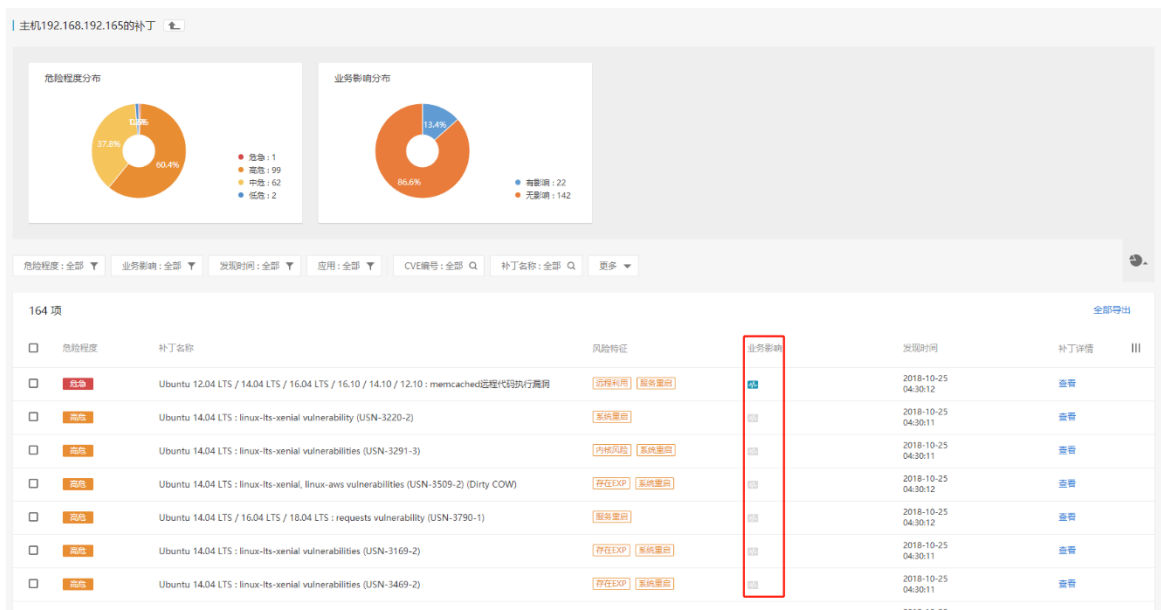 主机192.168.192.165的补丁
危险程度分布
37.8%
60.4%
危急 : 1
高危 : 99
中危 : 62
低危 : 2
业务影响分布
13.4%
86.6%
有影响 : 22
无影响 : 142
危险程度 : 全部 业务影响 : 全部 发现时间 : 全部 应用 : 全部 CVE编号 : 全部 补丁名称 : 全部 更多
164 项 全部导出
危险程度 补丁名称 风险特征 业务影响 发现时间 补丁详情
危急 Ubuntu 12.04 LTS / 14.04 LTS / 16.04 LTS / 16.10 / 14.10 / 12.10 : memcached远程代码执行漏洞 远程利用 服务重启 2018-10-25 04:30:12 查看
高危 Ubuntu 14.04 LTS : linux-lts-xenial vulnerability (USN-3220-2) 系统重启 2018-10-25 04:30:11 查看
高危 Ubuntu 14.04 LTS : linux-lts-xenial vulnerabilities (USN-3291-3) 内核风险 系统重启 2018-10-25 04:30:11 查看
高危 Ubuntu 14.04 LTS : linux-lts-xenial, linux-aws vulnerabilities (USN-3509-2) (Dirty COW) 存在EXP 系统重启 2018-10-25 04:30:12 查看
高危 Ubuntu 14.04 LTS / 16.04 LTS / 18.04 LTS : requests vulnerability (USN-3790-1) 服务重启 2018-10-25 04:30:12 查看
高危 Ubuntu 14.04 LTS : linux-lts-xenial vulnerabilities (USN-3169-2) 存在EXP 系统重启 2018-10-25 04:30:11 查看
高危 Ubuntu 14.04 LTS : linux-lts-xenial vulnerabilities (USN-3469-2) 存在EXP 系统重启 2018-10-25 04:30:11 查看